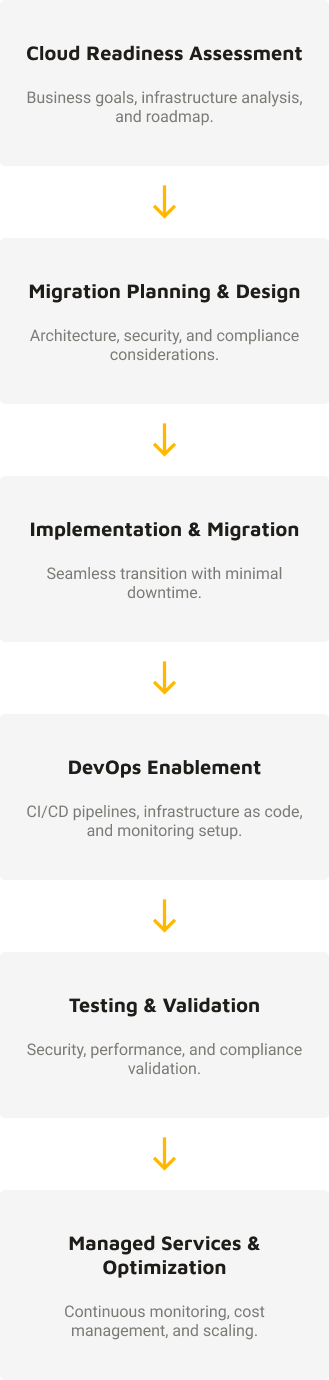 Cloud Readiness Assessment
Business goals, infrastructure analysis,
and roadmap.
Migration Planning & Design
Architecture, security, and compliance
considerations.
Implementation & Migration
Seamless transition with minimal
downtime.
DevOps Enablement
CI/CD pipelines, infrastructure as code,
and monitoring setup.
Testing & Validation
Security, performance, and compliance
validation.
Managed Services &
Optimization
Continuous monitoring, cost
management, and scaling.